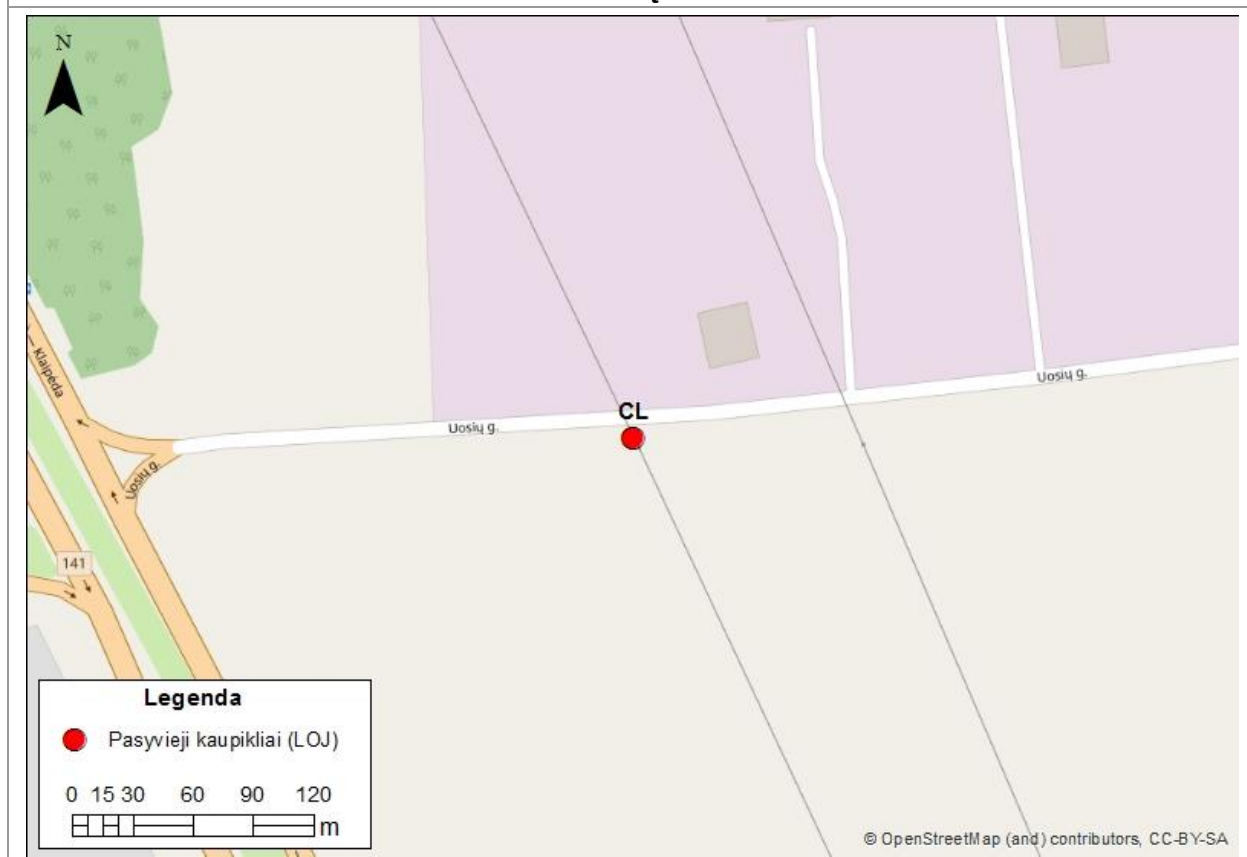 N
Klaipėda
CL
Uosių g.
Uosių g.
Uosių g.
141
Legenda
Pasyvieji kaupikliai (LOJ)
0 15 30 60 90 120
m
© OpenStreetMap (and) contributors, CC-BY-SA